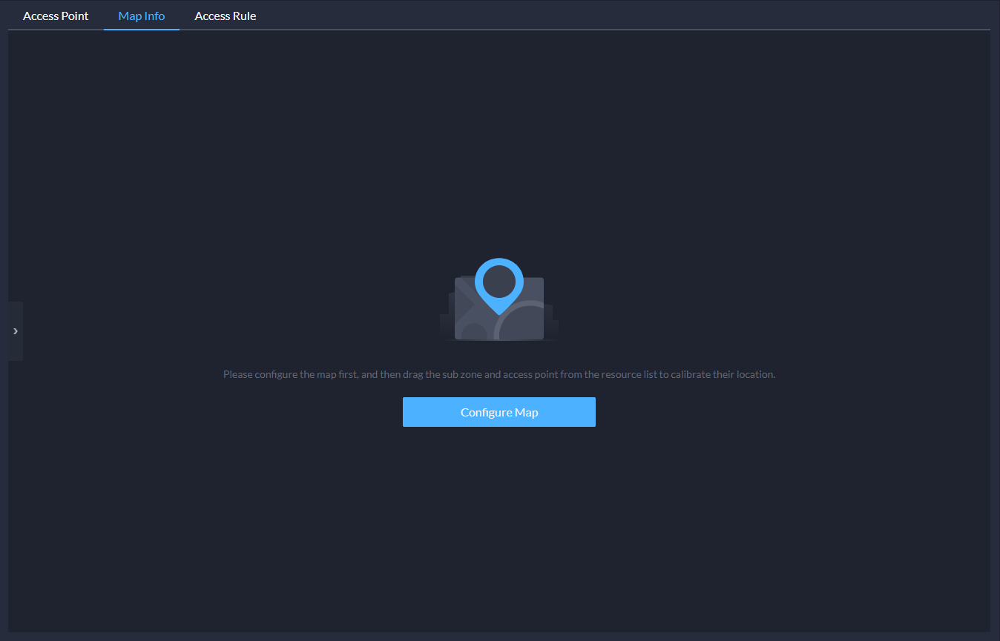 Access Point
Map Info
Access Rule
Please configure the map first, and then drag the sub zone and access point from the resource list to calibrate their location.
Configure Map